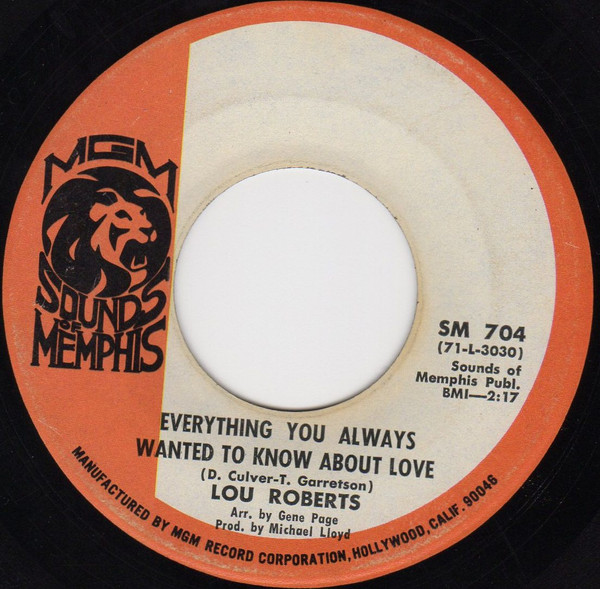 MGM
SOUNDS
OF
MEMPHIS
SM 704
(71-L-3030)
Sounds of
Memphis Publ.
BMI—2:17
EVERYTHING YOU ALWAYS
WANTED TO KNOW ABOUT LOVE
(D. Culver-T. Garretson)
LOU ROBERTS
Arr. by Gene Page
Prod. by Michael Lloyd
MANUFACTURED BY MGM RECORD CORPORATION, HOLLYWOOD, CALIF. 90046